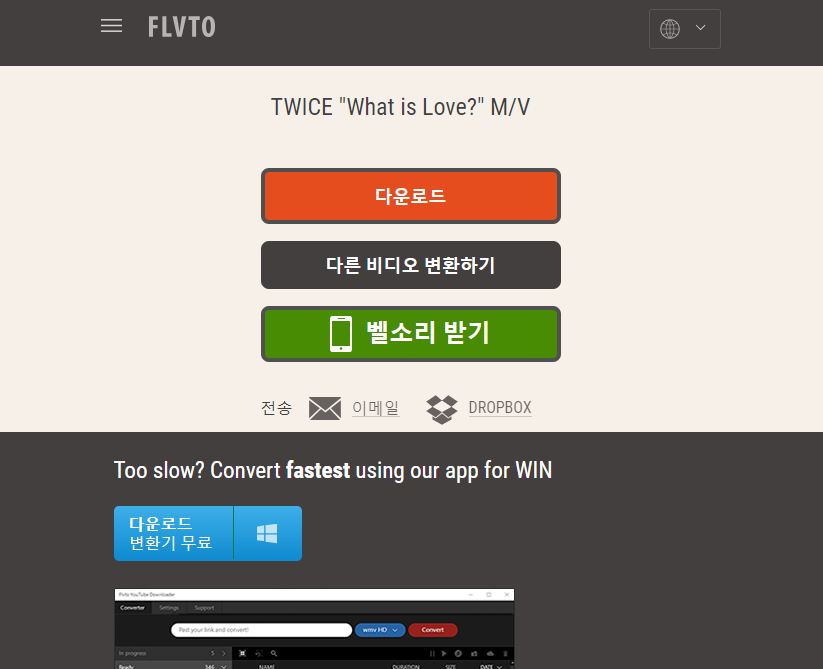 FLVTO
TWICE "What is Love?" M/V
다운로드
다른 비디오 변환하기
벨소리 받기
전송 이메일 DROPBOX
Too slow? Convert fastest using our app for WIN
다운로드
변환기 무료
Flvto YouTube Downloader
Converter Settings Support
Past your link and convert! wmv HD Convert
In progress 5
Ready 346 NAME DURATION SIZE DATE